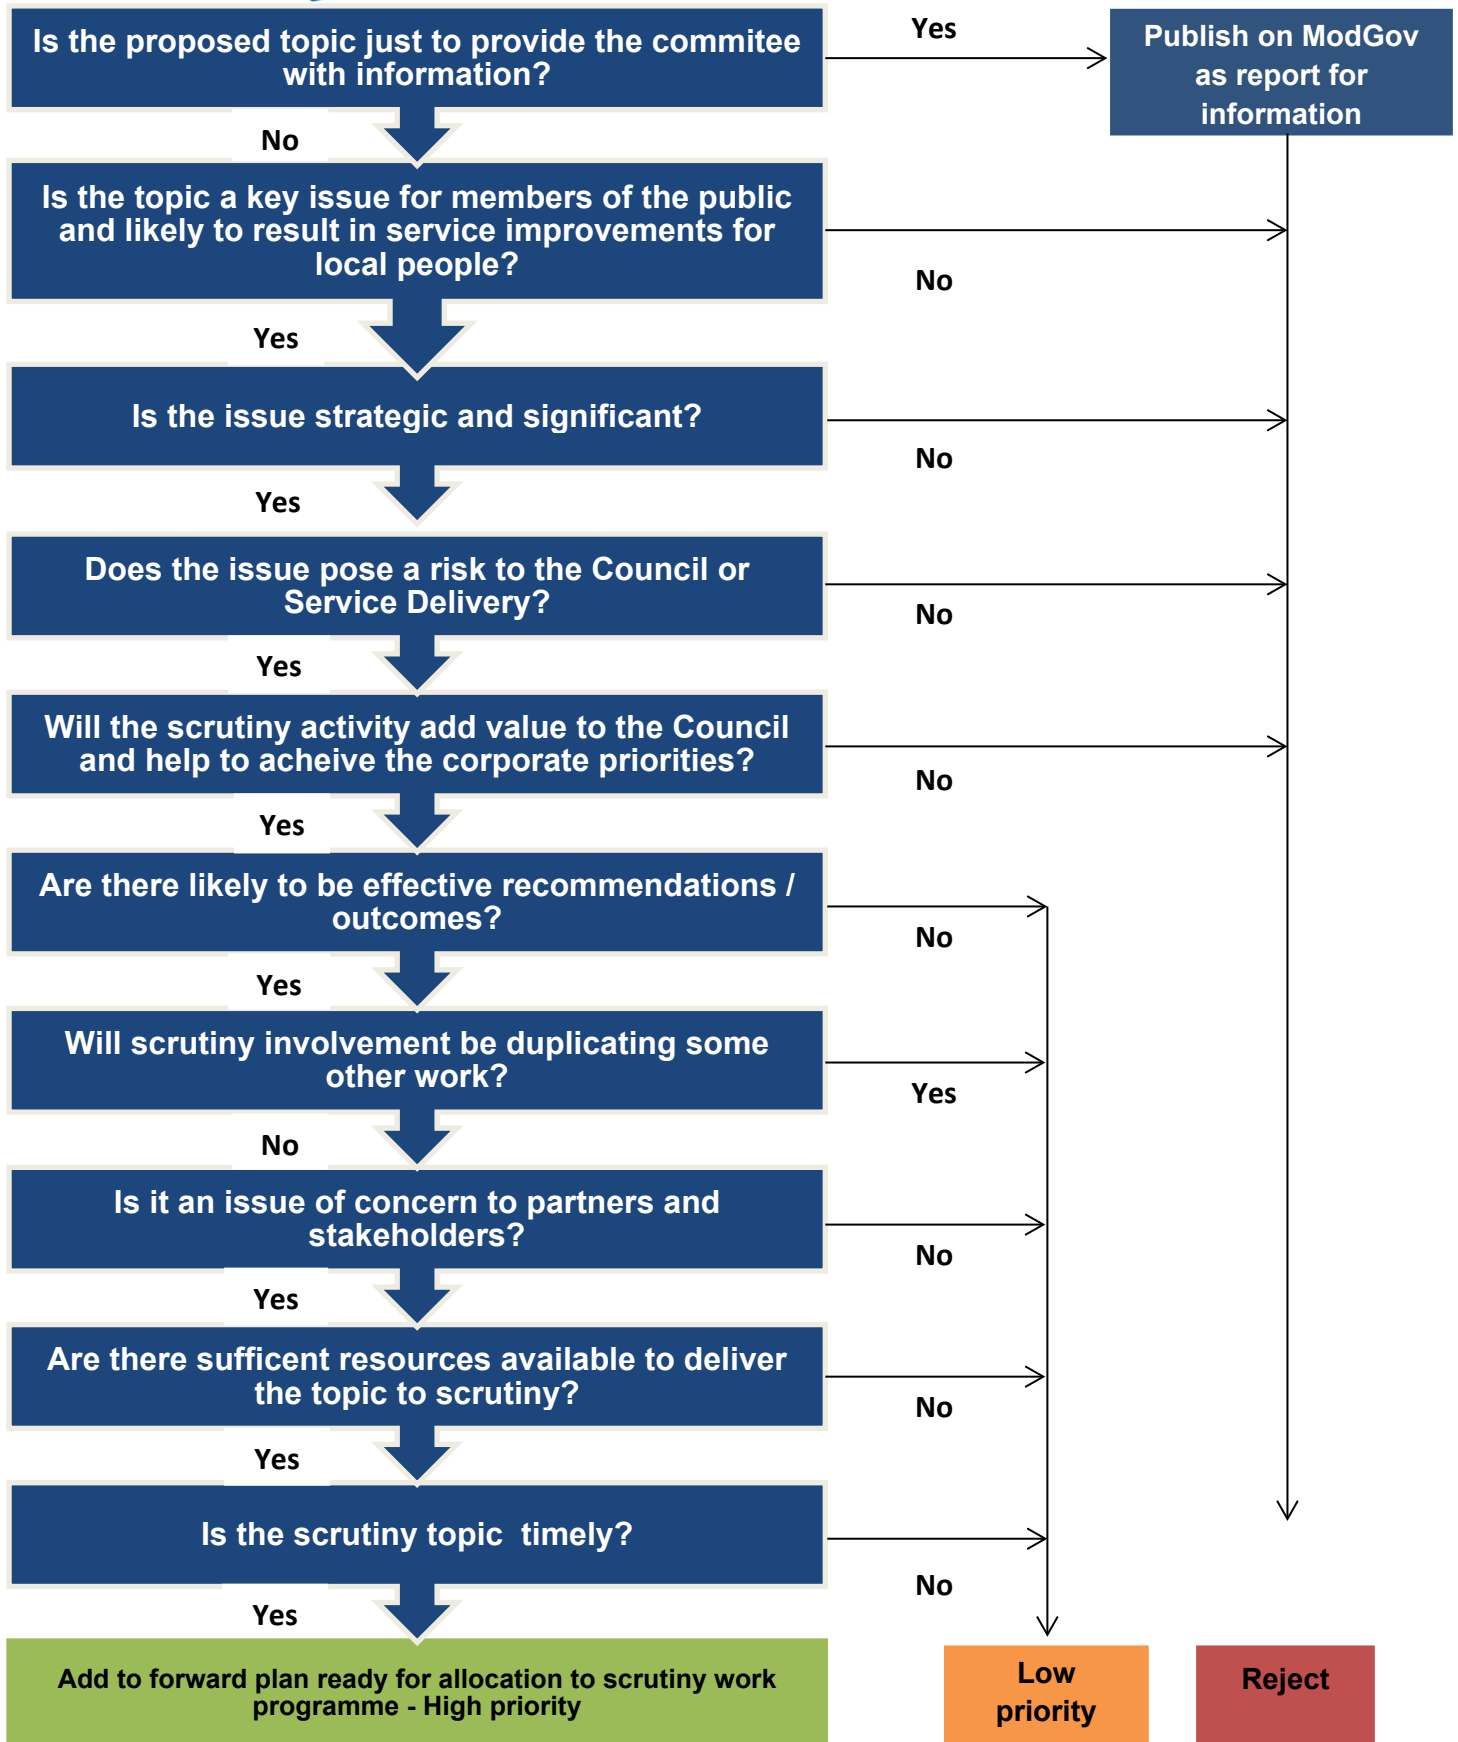 Is the proposed topic just to provide the commitee
with information?
Yes
Publish on ModGov
as report for
information
No
Is the topic a key issue for members of the public
and likely to result in service improvements for
local people?
No
Yes
Is the issue strategic and significant?
No
Yes
Does the issue pose a risk to the Council or
Service Delivery?
No
Yes
Will the scrutiny activity add value to the Council
and help to acheive the corporate priorities?
No
Yes
Are there likely to be effective recommendations /
outcomes?
No
Yes
Will scrutiny involvement be duplicating some
other work?
Yes
No
Is it an issue of concern to partners and
stakeholders?
No
Yes
Are there sufficent resources available to deliver
the topic to scrutiny?
No
Yes
Is the scrutiny topic timely?
No
Yes
Add to forward plan ready for allocation to scrutiny work
programme - High priority
Low
priority
Reject